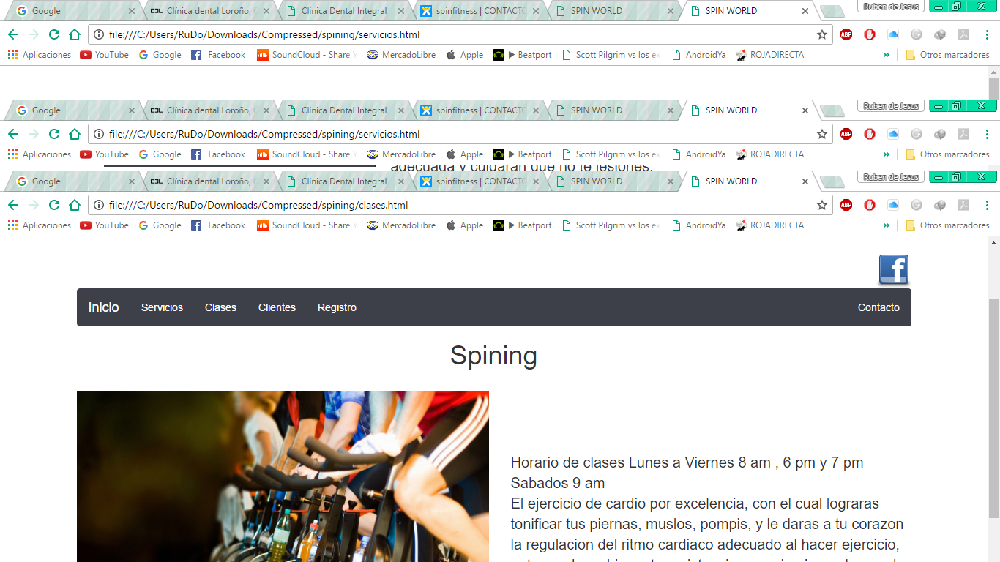 Google
Clínica dental Loroño,
Clinica Dental Integral
spinfitness | CONTACTO
SPIN WORLD
SPIN WORLD
Ruben de Jesus
file:///C:/Users/RuDo/Downloads/Compressed/spining/servicios.html
ABP
Aplicaciones
YouTube
Google
Facebook
SoundCloud - Share
MercadoLibre
Apple
Beatport
Scott Pilgrim vs los ex
AndroidYa
ROJADIRECTA
Otros marcadores
Google
Clínica dental Loroño,
Clinica Dental Integral
spinfitness | CONTACTO
SPIN WORLD
SPIN WORLD
Ruben de Jesus
file:///C:/Users/RuDo/Downloads/Compressed/spining/servicios.html
ABP
Aplicaciones
YouTube
Google
Facebook
SoundCloud - Share
MercadoLibre
Apple
Beatport
Scott Pilgrim vs los ex
AndroidYa
ROJADIRECTA
Otros marcadores
adecuada y cuidaran que no te lesiones.
Google
Clínica dental Loroño,
Clinica Dental Integral
spinfitness | CONTACTO
SPIN WORLD
SPIN WORLD
Ruben de Jesus
file:///C:/Users/RuDo/Downloads/Compressed/spining/clases.html
ABP
Aplicaciones
YouTube
Google
Facebook
SoundCloud - Share
MercadoLibre
Apple
Beatport
Scott Pilgrim vs los ex
AndroidYa
ROJADIRECTA
Otros marcadores
f
Inicio
Servicios
Clases
Clientes
Registro
Contacto
Spining
Horario de clases Lunes a Viernes 8 am , 6 pm y 7 pm
Sabados 9 am
El ejercicio de cardio por excelencia, con el cual lograras
tonificar tus piernas, muslos, pompis, y le daras a tu corazon
la regulacion del ritmo cardiaco adecuado al hacer ejercicio,